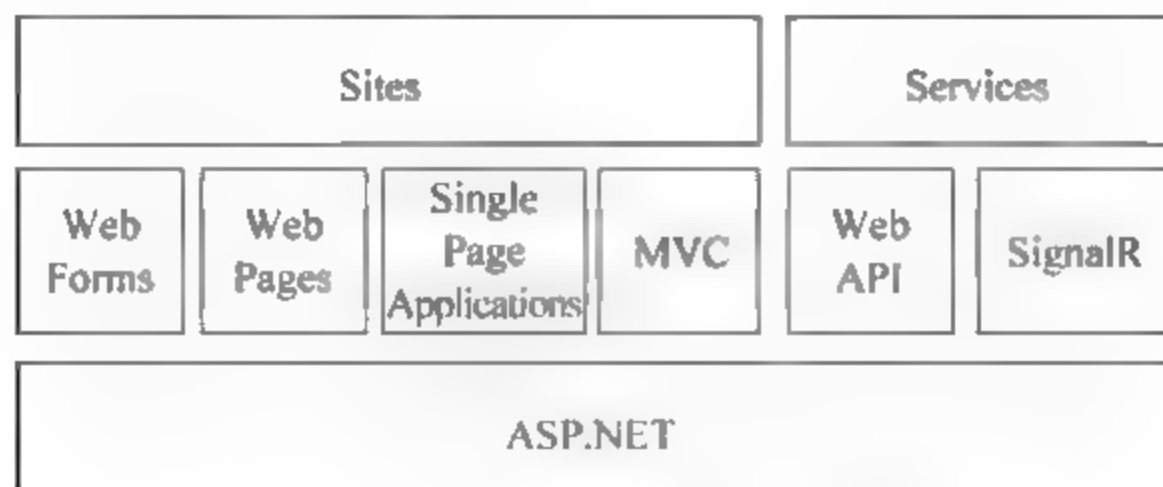 Sites
Services
Web
Forms
Web
Pages
Single
Page
Applications
MVC
Web
API
SignalR
ASP.NET